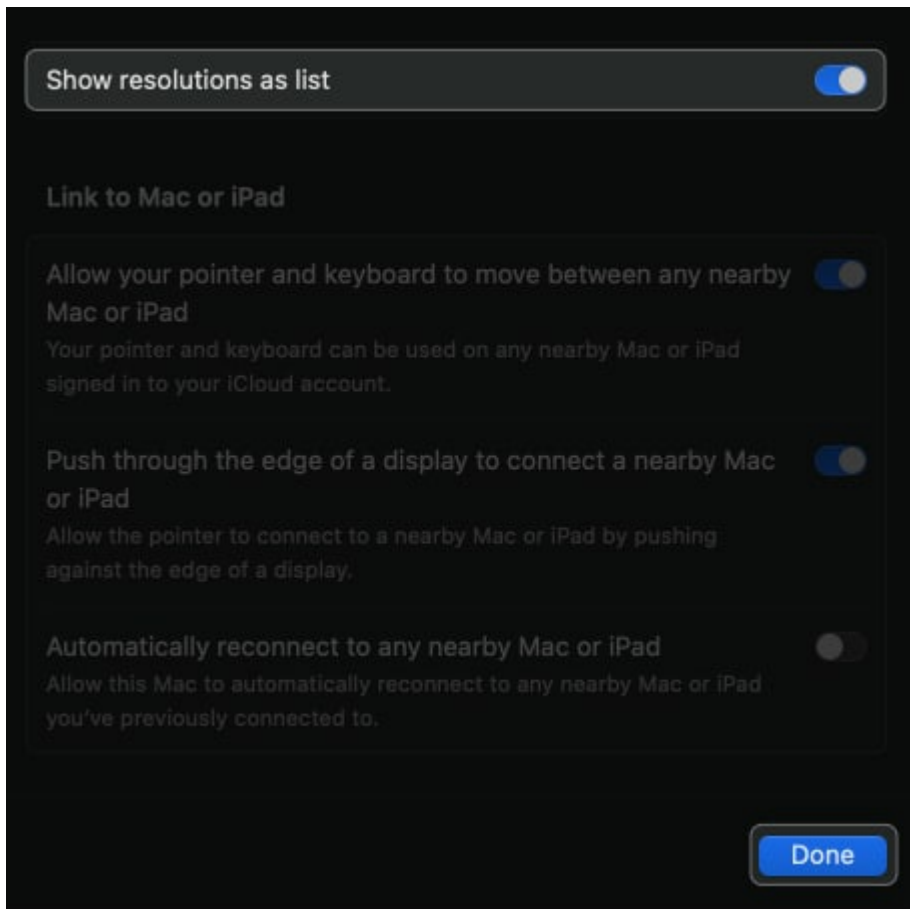 Show resolutions as list
Link to Mac or iPad
Allow your pointer and keyboard to move between any nearby
Mac or iPad
Your pointer and keyboard can be used on any nearby Mac or iPad
signed in to your iCloud account.
Push through the edge of a display to connect a nearby Mac
or iPad
Allow the pointer to connect to a nearby Mac or iPad by pushing
against the edge of a display.
Automatically reconnect to any nearby Mac or iPad
Allow this Mac to automatically reconnect to any nearby Mac or iPad
you’ve previously connected to.
Done